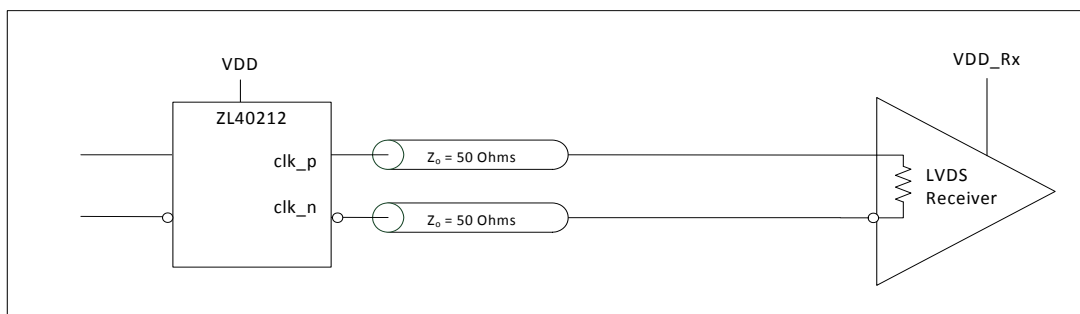 VDD
VDD_Rx
ZL40212
clk_p
Zₒ = 50 Ohms
LVDS
Receiver
clk_n
Zₒ = 50 Ohms